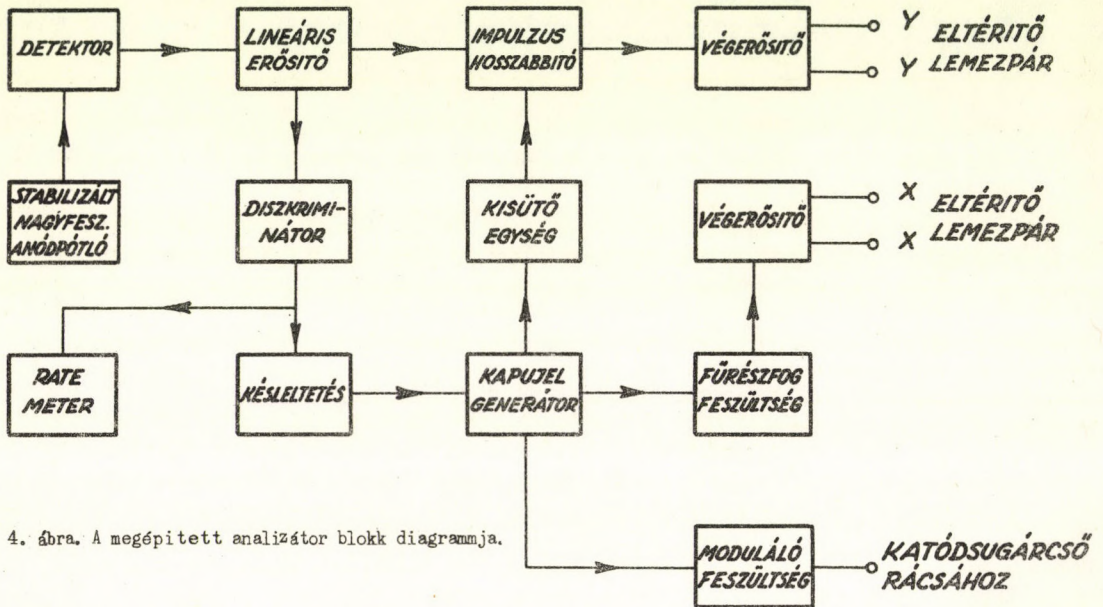 DETEKTOR
LINEÁRIS
ERŐSITŐ
IMPULZUS
HOSSZABBITÓ
VÉGERŐSITŐ
Y
Y
ELTÉRITŐ
LEMEZPÁR
STABILIZÁLT
NAGYFESZ.
ANÓDPÓTLÓ
DISZKRIMI-
NÁTOR
KISÜTŐ
EGYSÉG
VÉGERŐSITŐ
X
X
ELTÉRITŐ
LEMEZPÁR
RATE
METER
KÉSLELTETÉS
KAPUJEL
GENERÁTOR
FŰRÉSZFOG
FESZÜLTSÉG
4. ábra. A megépitett analizátor blokk diagrammja.
MODULÁLÓ
FESZÜLTSÉG
KATÓDSUGÁRCSŐ
RÁCSÁHOZ